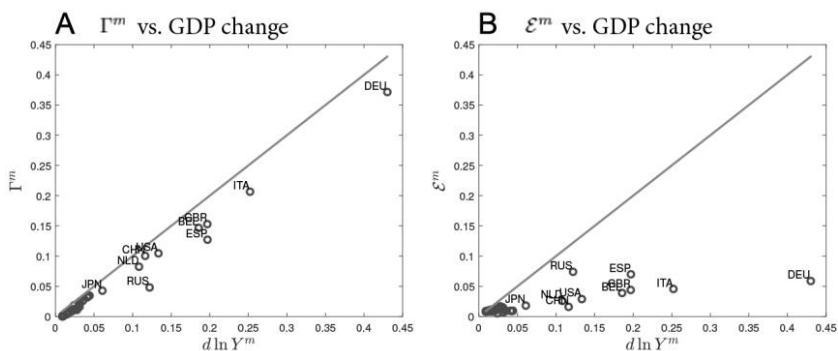 A Γ^m vs. GDP change
0.45
0.4
0.35
0.3
0.25
0.2
0.15
0.1
0.05
0
Γ^m
DEU
ITA
GBR
BEL
ESP
CHN
USA
NLD
RUS
JPN
0 0.05 0.1 0.15 0.2 0.25 0.3 0.35 0.4 0.45
d ln Y^m
B ℰ^m vs. GDP change
0.45
0.4
0.35
0.3
0.25
0.2
0.15
0.1
0.05
0
ℰ^m
RUS
ESP
DEU
GBR
BEL
ITA
NLD
USA
CHN
JPN
0 0.05 0.1 0.15 0.2 0.25 0.3 0.35 0.4 0.45
d ln Y^m